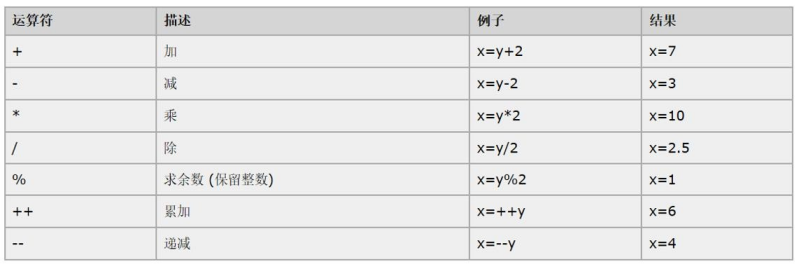 运算符 描述 例子 结果
+ 加 x=y+2 x=7
- 减 x=y-2 x=3
* 乘 x=y*2 x=10
/ 除 x=y/2 x=2.5
% 求余数 (保留整数) x=y%2 x=1
++ 累加 x=++y x=6
-- 递减 x=--y x=4